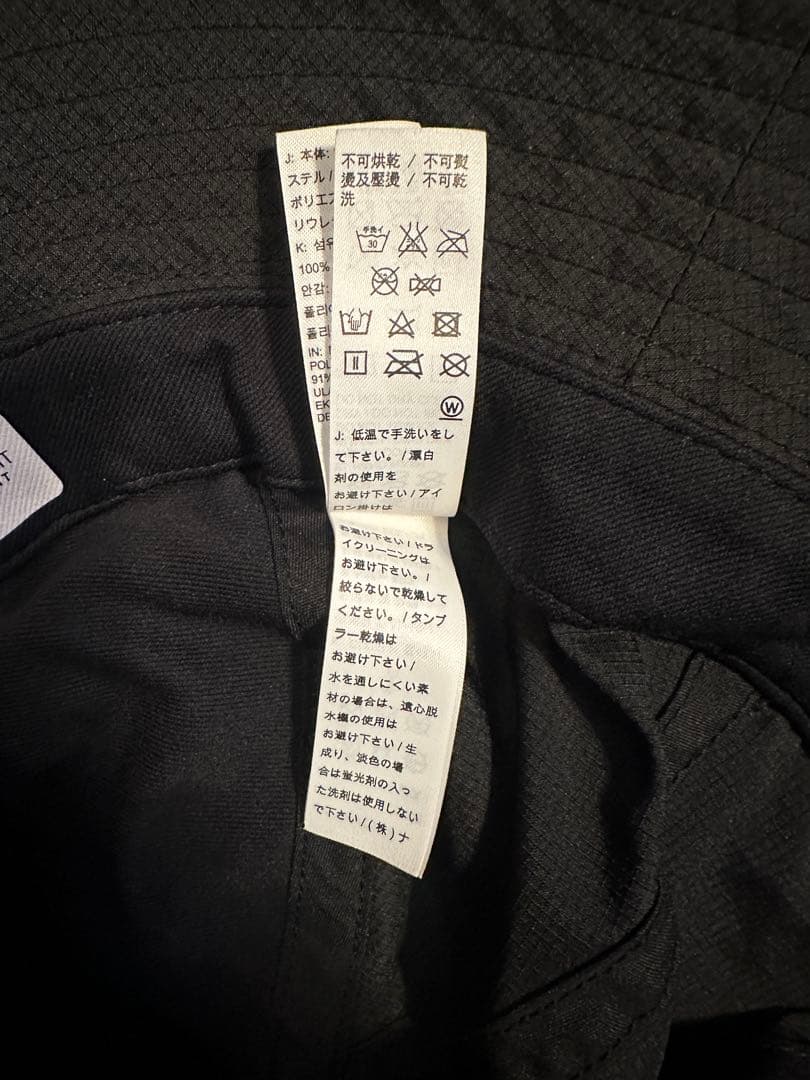 J: 本体:
ステル/
ポリエ
リウレ
K: 섬유
100%
안감:
폴리
폴리
IN:
POL
91%
UL
EK
DE
不可烘乾 / 不可熨
燙及壓燙 / 不可乾
洗
手洗イ
30
W
J: 低温で手洗いをし
て下さい。/漂白
剤の使用を
お避け下さい/アイ
ロン掛けは
お避け下さい/ドラ
イクリーニングは
お避け下さい。/
絞らないで乾燥して
ください。/タンブ
ラー乾燥は
お避け下さい/
水を通しにくい素
材の場合は、遠心脱
水機の使用は
お避け下さい/生
成り、淡色の場
合は蛍光剤の入っ
た洗剤は使用しない
で下さい/(株)ナ